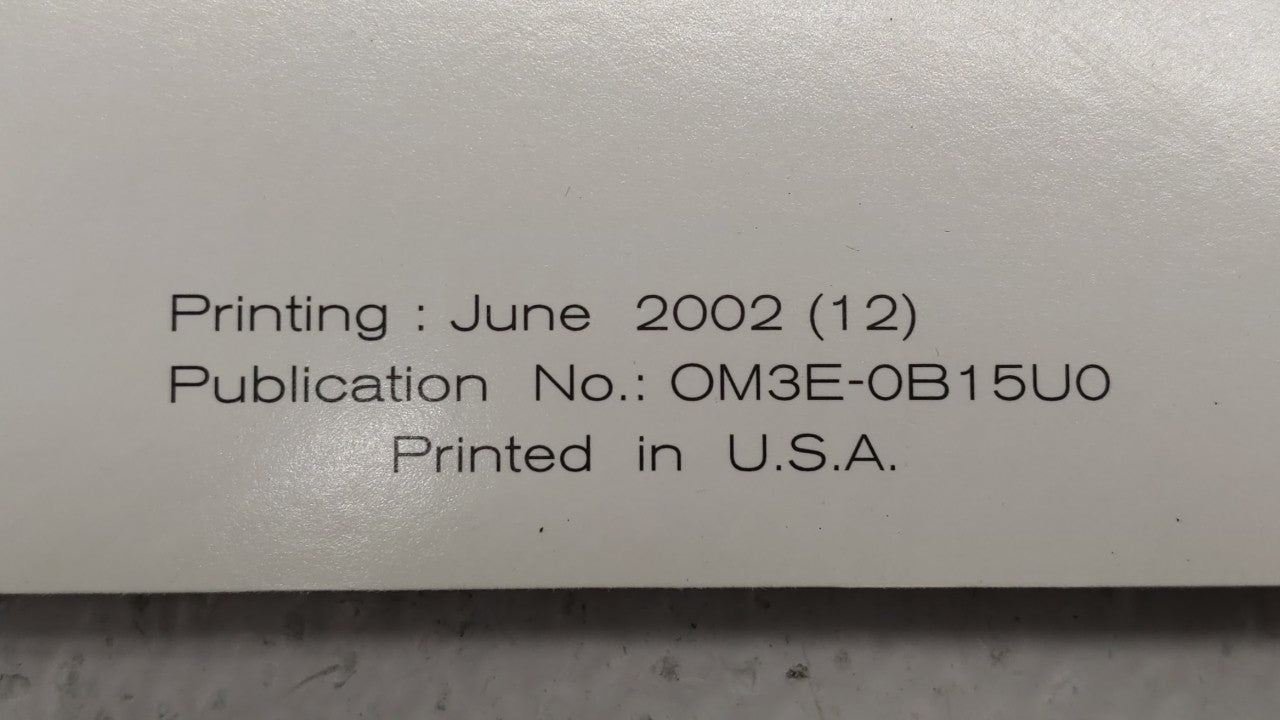 Printing : June 2002 (12)
Publication No.: OM3E-0B15U0
Printed in U.S.A.